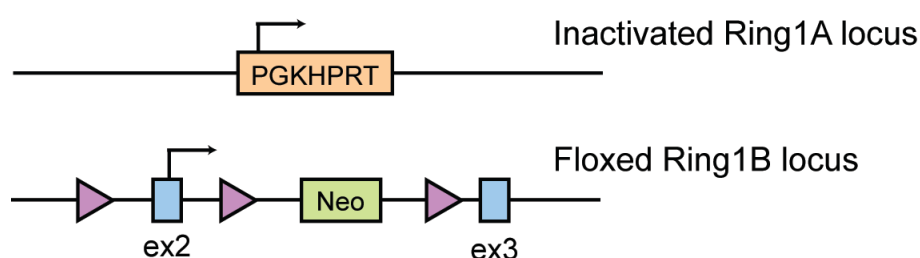 Inactivated Ring1A locus
PGKHPRT
Floxed Ring1B locus
Neo
ex2
ex3